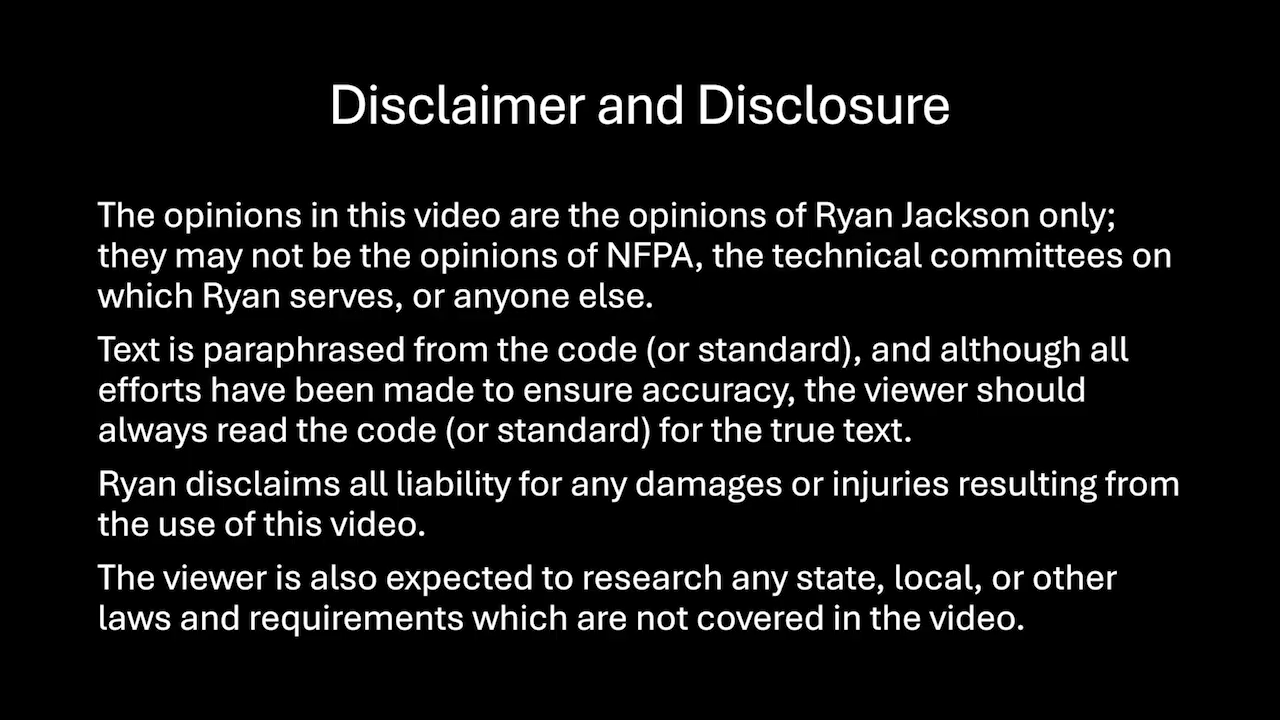 Disclaimer and Disclosure
The opinions in this video are the opinions of Ryan Jackson only;
they may not be the opinions of NFPA, the technical committees on
which Ryan serves, or anyone else.
Text is paraphrased from the code (or standard), and although all
efforts have been made to ensure accuracy, the viewer should
always read the code (or standard) for the true text.
Ryan disclaims all liability for any damages or injuries resulting from
the use of this video.
The viewer is also expected to research any state, local, or other
laws and requirements which are not covered in the video.